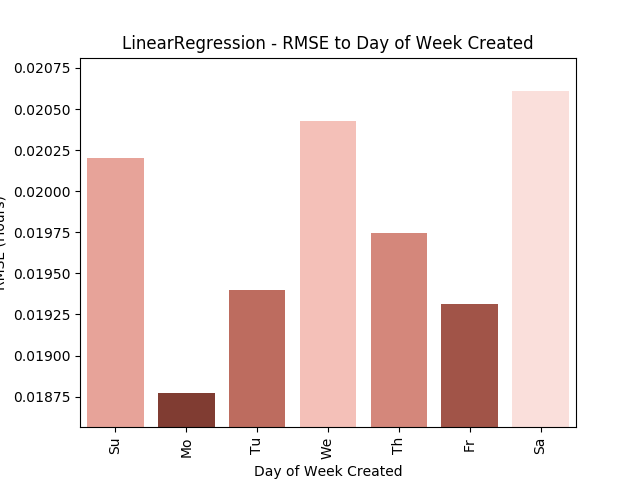 LinearRegression - RMSE to Day of Week Created
0.02075
0.02050
0.02025
0.02000
0.01975
0.01950
0.01925
0.01900
0.01875
RMSE (Hours)
Su
Mo
Tu
We
Th
Fr
Sa
Day of Week Created